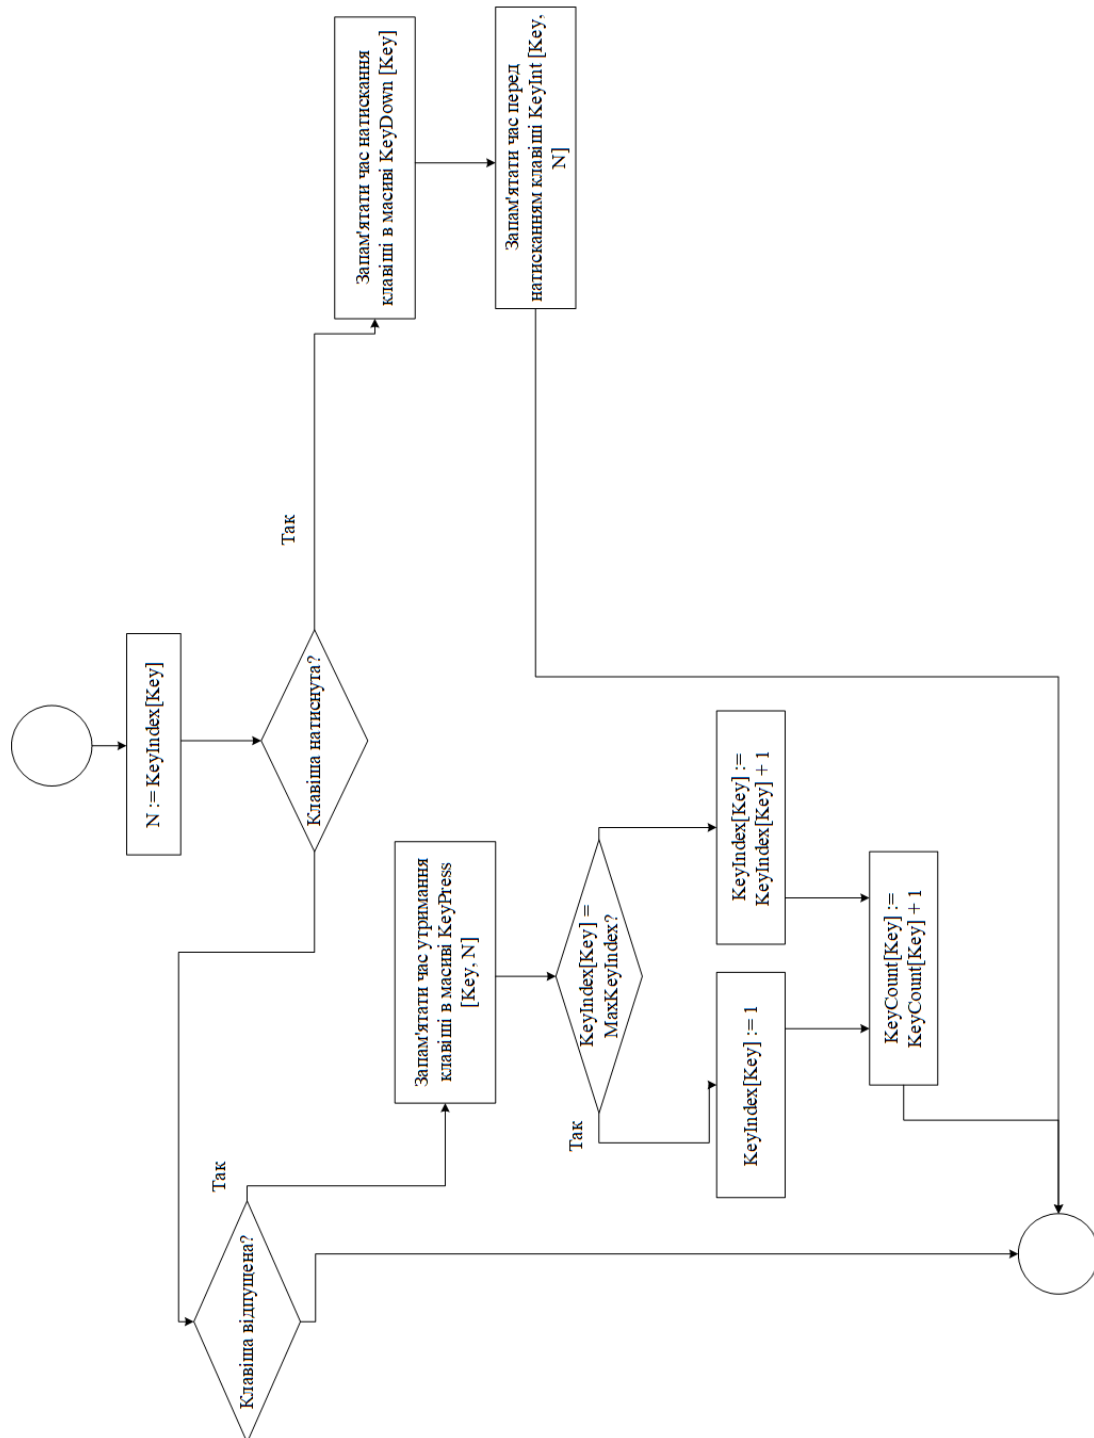 N := KeyIndex[Key]
Клавіша натиснута?
Так
Запам'ятати час натискання
клавіші в масиві KeyDown [Key]
Запам'ятати час перед
натисканням клавіші KeyInt [Key,
N]
Клавіша відпущена?
Так
Запам'ятати час утримання
клавіші в масиві KeyPress
[Key, N]
KeyIndex[Key] =
MaxKeyIndex?
Так
KeyIndex[Key] := 1
KeyIndex[Key] :=
KeyIndex[Key] + 1
KeyCount[Key] :=
KeyCount[Key] + 1